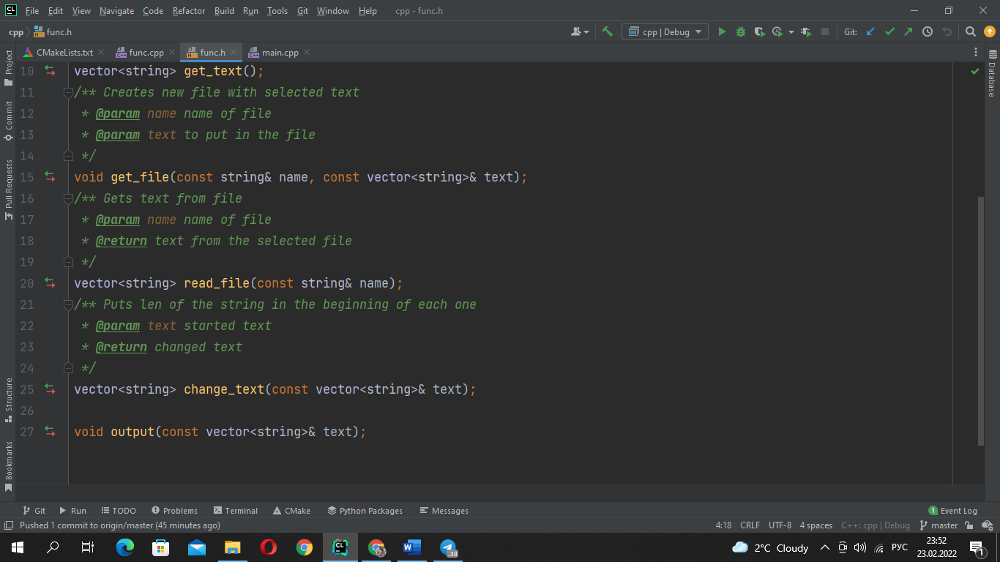 CL File Edit View Navigate Code Refactor Build Run Tools Git Window Help cpp - func.h
cpp func.h cpp | Debug Git:
CMakeLists.txt func.cpp func.h main.cpp
10 vector<string> get_text();
11 /** Creates new file with selected text
12 * @param name name of file
13 * @param text to put in the file
14 */
15 void get_file(const string& name, const vector<string>& text);
16 /** Gets text from file
17 * @param name name of file
18 * @return text from the selected file
19 */
20 vector<string> read_file(const string& name);
21 /** Puts len of the string in the beginning of each one
22 * @param text started text
23 * @return changed text
24 */
25 vector<string> change_text(const vector<string>& text);
26
27 void output(const vector<string>& text);
Project
Commit
Pull Requests
Structure
Bookmarks
Database
Git Run TODO Problems Terminal CMake Python Packages Messages 1 Event Log
Pushed 1 commit to origin/master (45 minutes ago) 4:18 CRLF UTF-8 4 spaces C++: cpp | Debug master
CL W 39 2°C Cloudy РУС 23:52 23.02.2022 1